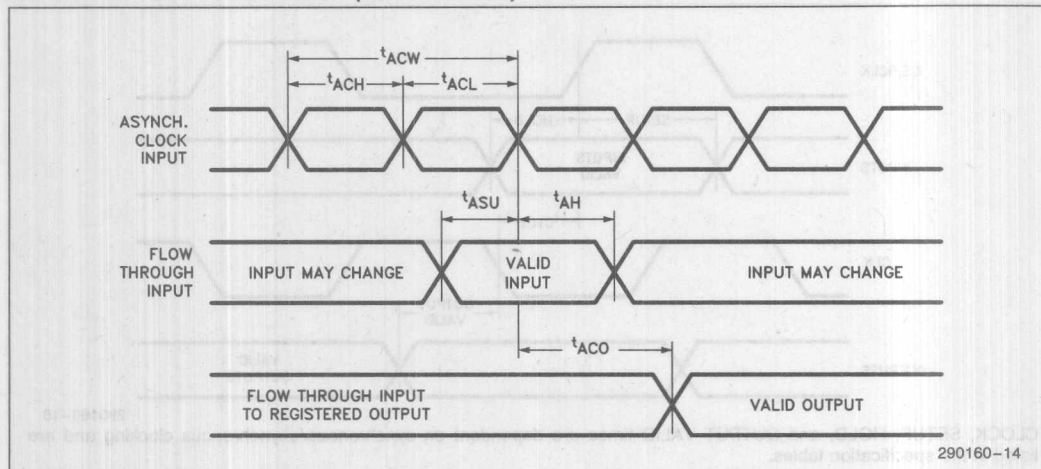 tACW
tACH
tACL
ASYNCH.
CLOCK
INPUT
tASU
tAH
FLOW
THROUGH
INPUT
INPUT MAY CHANGE
VALID
INPUT
INPUT MAY CHANGE
tACO
FLOW THROUGH INPUT
TO REGISTERED OUTPUT
VALID OUTPUT
290160–14